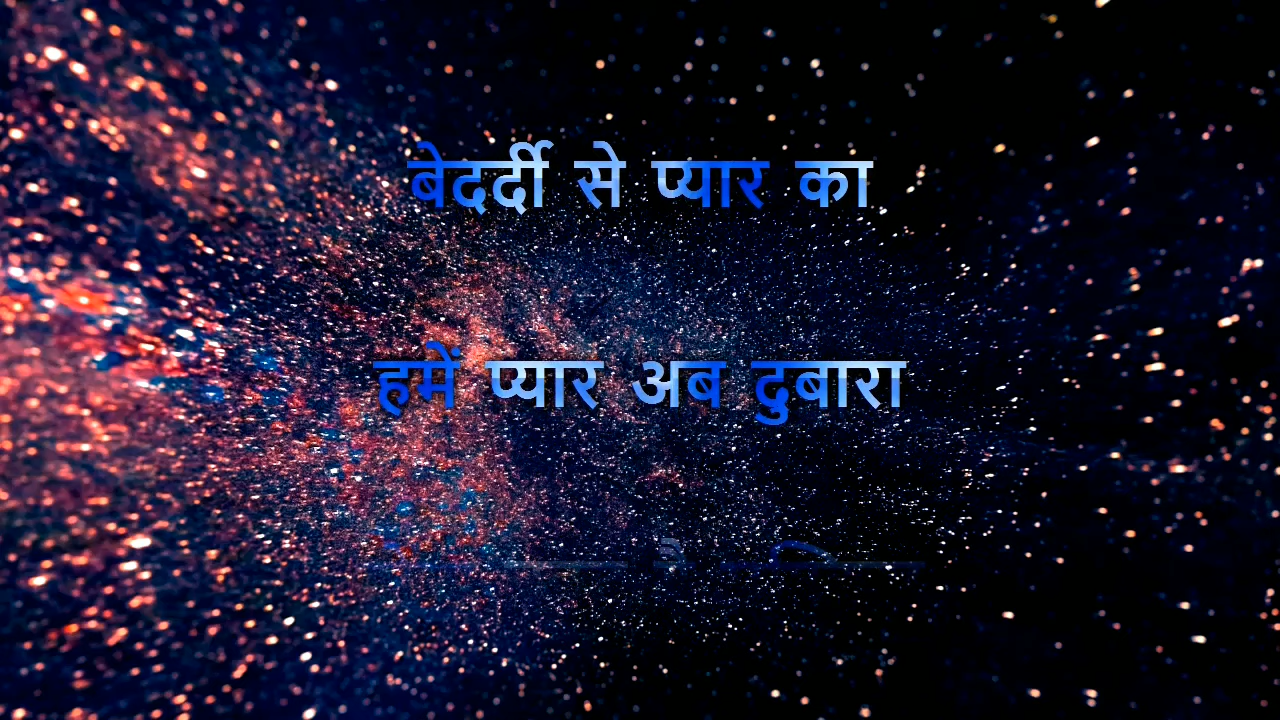 बेदर्दी से प्यार का
हमें प्यार अब दुबारा